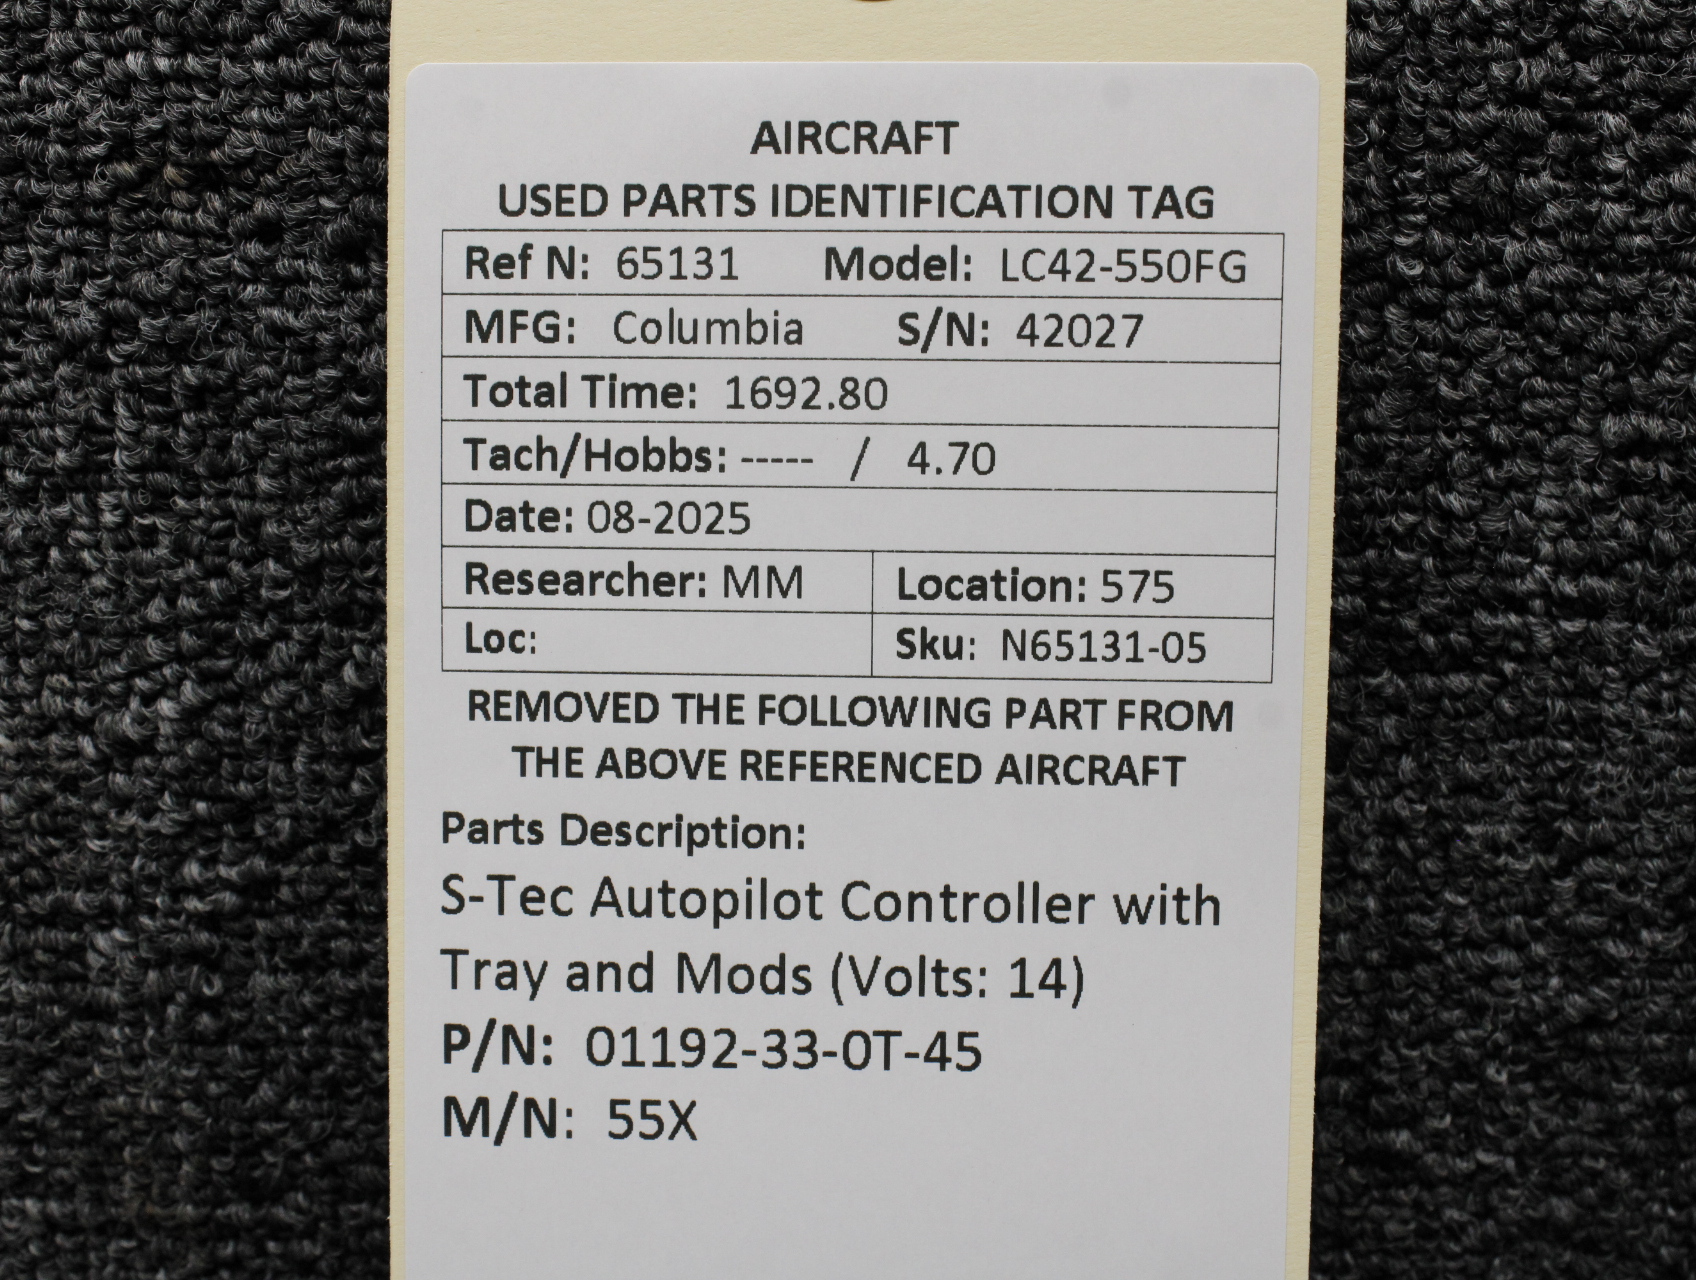 AIRCRAFT
USED PARTS IDENTIFICATION TAG
Ref N: 65131 Model: LC42-550FG
MFG: Columbia S/N: 42027
Total Time: 1692.80
Tach/Hobbs: ----- / 4.70
Date: 08-2025
Researcher: MM Location: 575
Loc: Sku: N65131-05
REMOVED THE FOLLOWING PART FROM
THE ABOVE REFERENCED AIRCRAFT
Parts Description:
S-Tec Autopilot Controller with
Tray and Mods (Volts: 14)
P/N: 01192-33-0T-45
M/N: 55X